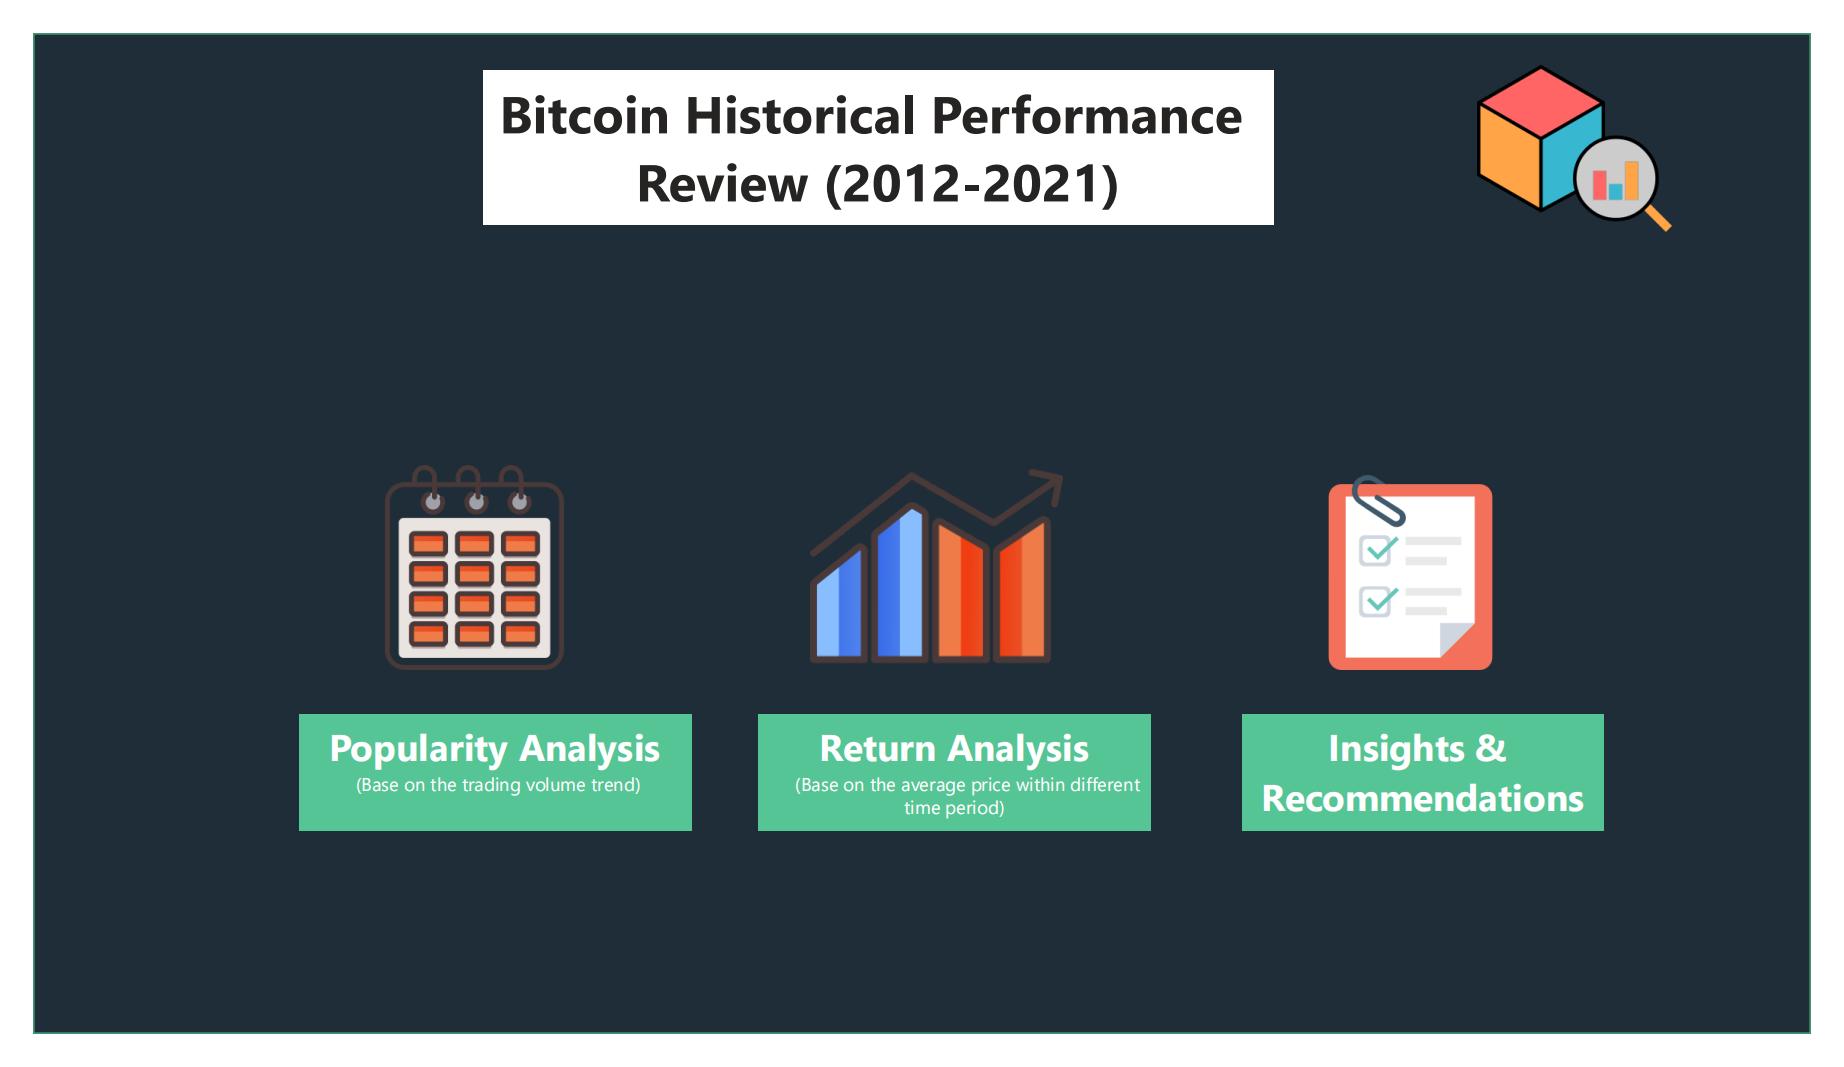 Bitcoin Historical Performance
Review (2012-2021)
Popularity Analysis
(Base on the trading volume trend)
Return Analysis
(Base on the average price within different
time period)
Insights &
Recommendations